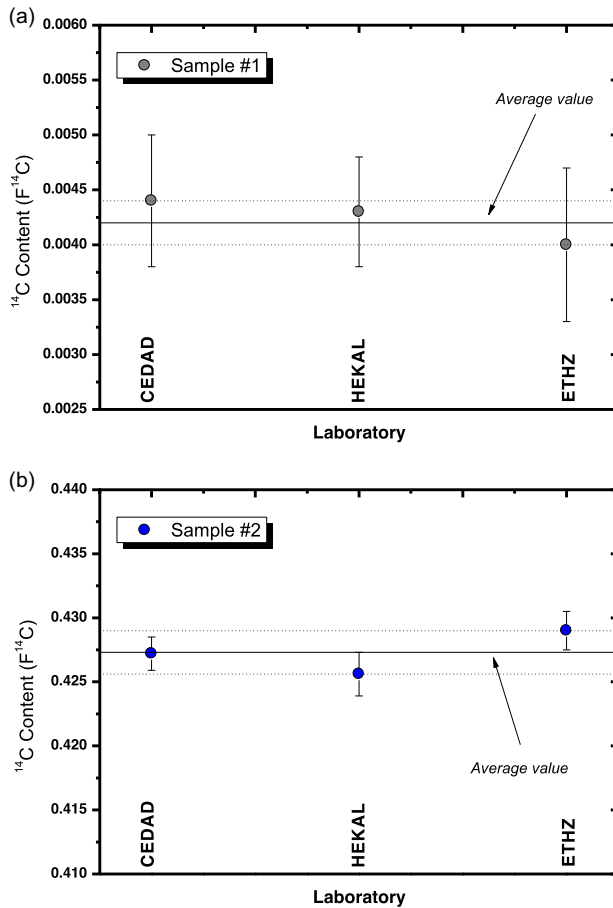 (a)
0.0060
0.0055
0.0050
0.0045
0.0040
0.0035
0.0030
0.0025
¹⁴C Content (F¹⁴C)
Sample #1
Average value
CEDAD
HEKAL
ETHZ
Laboratory
(b)
0.440
0.435
0.430
0.425
0.420
0.415
0.410
¹⁴C Content (F¹⁴C)
Sample #2
Average value
CEDAD
HEKAL
ETHZ
Laboratory